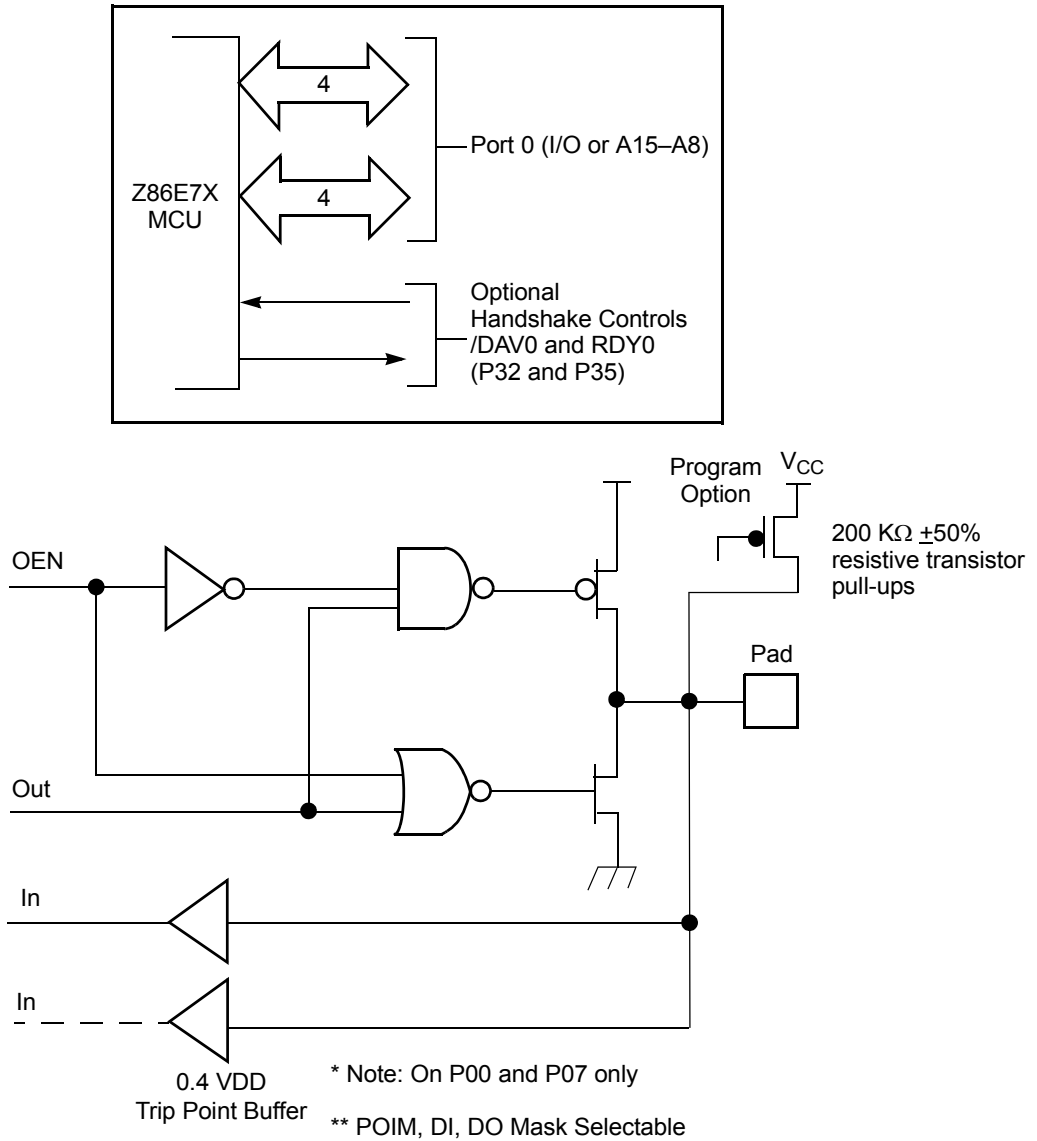 4
Port 0 (I/O or A15–A8)
Z86E7X
MCU
4
Optional
Handshake Controls
/DAV0 and RDY0
(P32 and P35)
Program
Option
VCC
200 KΩ ±50%
resistive transistor
pull-ups
OEN
Pad
Out
In
In
0.4 VDD
Trip Point Buffer
* Note: On P00 and P07 only
** POIM, DI, DO Mask Selectable